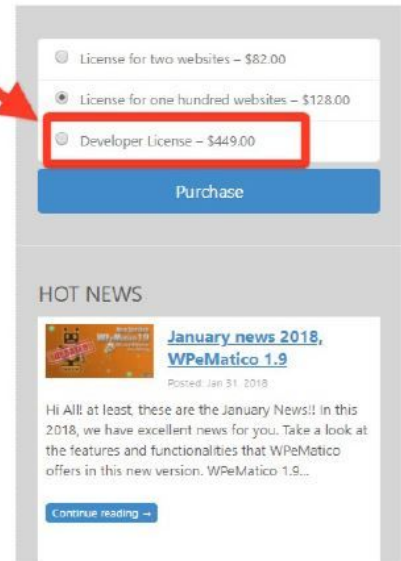 License for two websites – $82.00
License for one hundred websites – $128.00
Developer License – $449.00
Purchase
HOT NEWS
January news 2018,
WPeMatico 1.9
Posted: Jan 31, 2018
Hi All! at least, these are the January News!! In this
2018, we have excellent news for you. Take a look at
the features and functionalities that WPeMatico
offers in this new version. WPeMatico 1.9...
Continue reading →